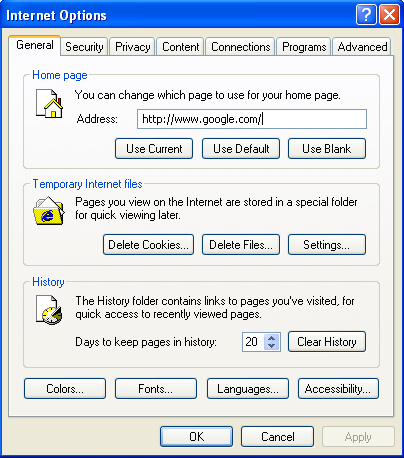 Internet Options
General Security Privacy Content Connections Programs Advanced
Home page
You can change which page to use for your home page.
Address: http://www.google.com/
Use Current Use Default Use Blank
Temporary Internet files
Pages you view on the Internet are stored in a special folder
for quick viewing later.
Delete Cookies... Delete Files... Settings...
History
The History folder contains links to pages you've visited, for
quick access to recently viewed pages.
Days to keep pages in history: 20 Clear History
Colors... Fonts... Languages... Accessibility...
OK Cancel Apply